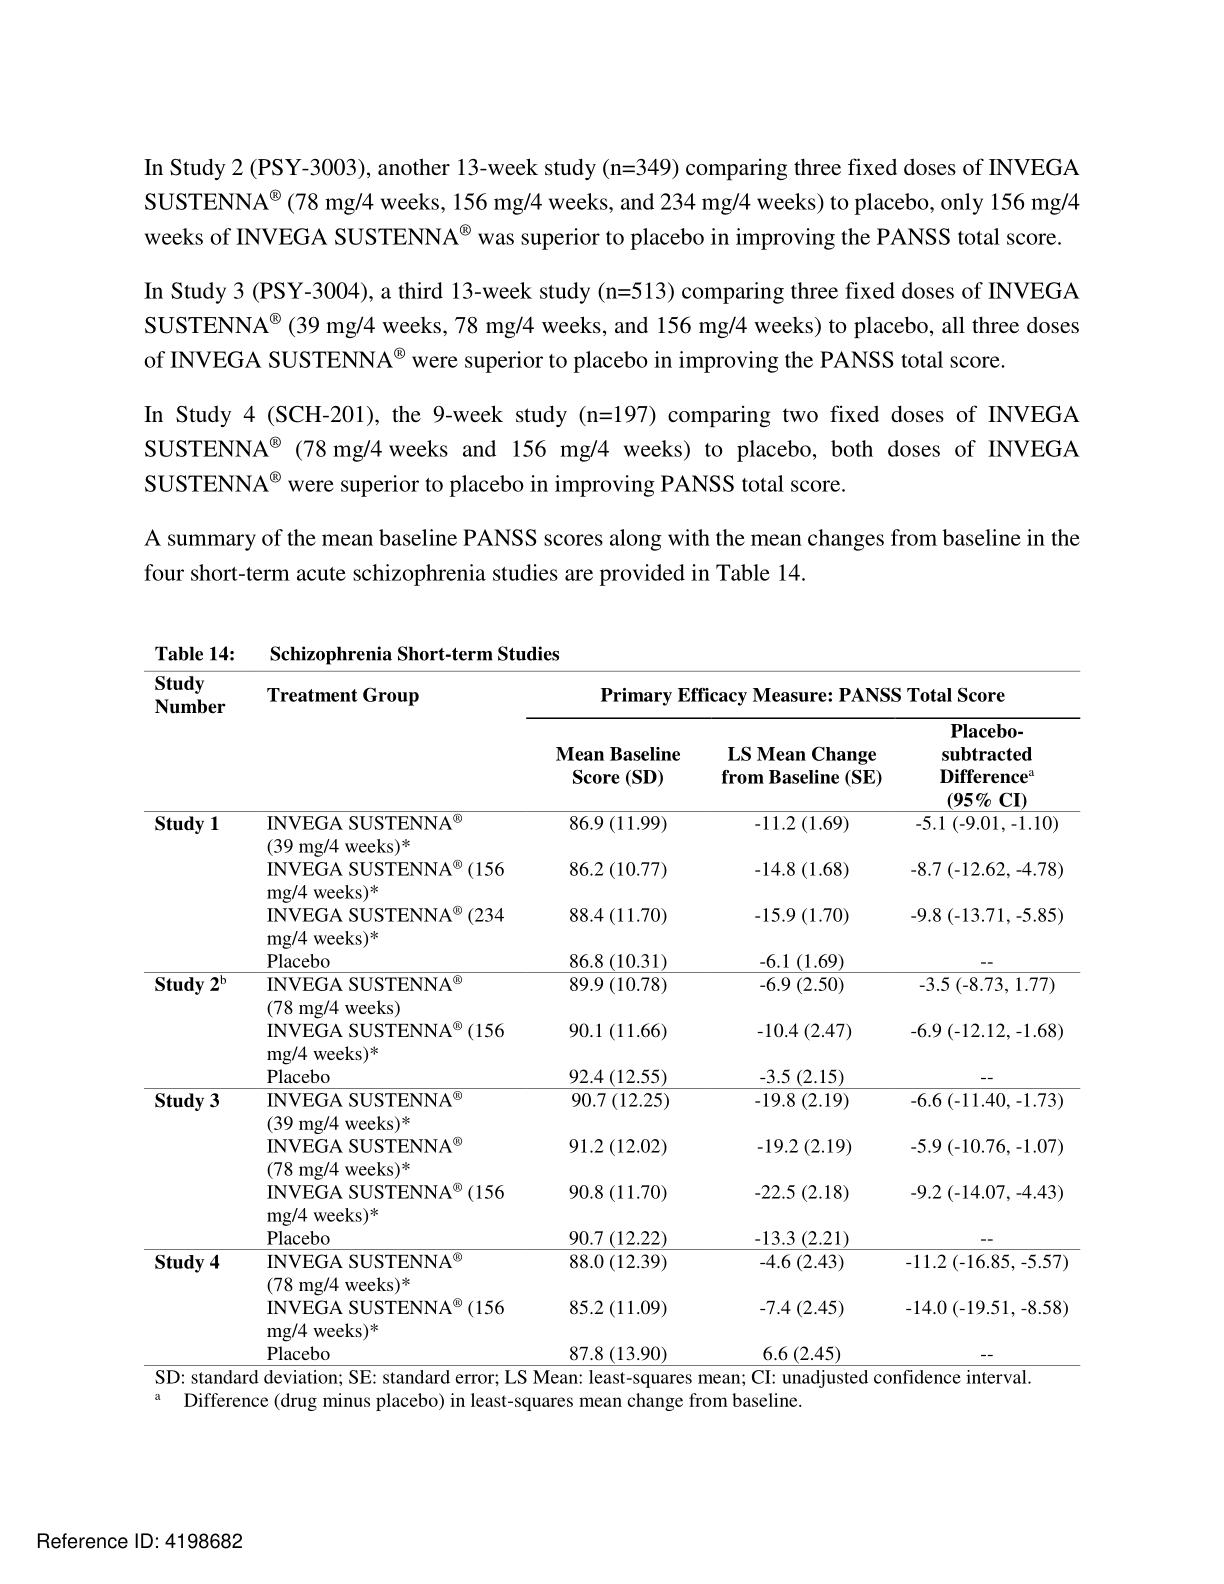 In Study 2 (PSY-3003), another 13-week study (n=349) comparing three fixed doses of INVEGA
SUSTENNA® (78 mg/4 weeks, 156 mg/4 weeks, and 234 mg/4 weeks) to placebo, only 156 mg/4
weeks of INVEGA SUSTENNA® was superior to placebo in improving the PANSS total score.
In Study 3 (PSY-3004), a third 13-week study (n=513) comparing three fixed doses of INVEGA
SUSTENNA® (39 mg/4 weeks, 78 mg/4 weeks, and 156 mg/4 weeks) to placebo, all three doses
of INVEGA SUSTENNA® were superior to placebo in improving the PANSS total score.
In Study 4 (SCH-201), the 9-week study (n=197) comparing two fixed doses of INVEGA
SUSTENNA® (78 mg/4 weeks and 156 mg/4 weeks) to placebo, both doses of INVEGA
SUSTENNA® were superior to placebo in improving PANSS total score.
A summary of the mean baseline PANSS scores along with the mean changes from baseline in the
four short-term acute schizophrenia studies are provided in Table 14.
Table 14: Schizophrenia Short-term Studies
Study
Number
Treatment Group
Primary Efficacy Measure: PANSS Total Score
Mean Baseline
Score (SD)
LS Mean Change
from Baseline (SE)
Placebo-
subtracted
Differenceᵃ
(95% CI)
Study 1 INVEGA SUSTENNA® 86.9 (11.99) -11.2 (1.69) -5.1 (-9.01, -1.10)
(39 mg/4 weeks)*
INVEGA SUSTENNA® (156 86.2 (10.77) -14.8 (1.68) -8.7 (-12.62, -4.78)
mg/4 weeks)*
INVEGA SUSTENNA® (234 88.4 (11.70) -15.9 (1.70) -9.8 (-13.71, -5.85)
mg/4 weeks)*
Placebo 86.8 (10.31) -6.1 (1.69) --
Study 2ᵇ INVEGA SUSTENNA® 89.9 (10.78) -6.9 (2.50) -3.5 (-8.73, 1.77)
(78 mg/4 weeks)
INVEGA SUSTENNA® (156 90.1 (11.66) -10.4 (2.47) -6.9 (-12.12, -1.68)
mg/4 weeks)*
Placebo 92.4 (12.55) -3.5 (2.15) --
Study 3 INVEGA SUSTENNA® 90.7 (12.25) -19.8 (2.19) -6.6 (-11.40, -1.73)
(39 mg/4 weeks)*
INVEGA SUSTENNA® 91.2 (12.02) -19.2 (2.19) -5.9 (-10.76, -1.07)
(78 mg/4 weeks)*
INVEGA SUSTENNA® (156 90.8 (11.70) -22.5 (2.18) -9.2 (-14.07, -4.43)
mg/4 weeks)*
Placebo 90.7 (12.22) -13.3 (2.21) --
Study 4 INVEGA SUSTENNA® 88.0 (12.39) -4.6 (2.43) -11.2 (-16.85, -5.57)
(78 mg/4 weeks)*
INVEGA SUSTENNA® (156 85.2 (11.09) -7.4 (2.45) -14.0 (-19.51, -8.58)
mg/4 weeks)*
Placebo 87.8 (13.90) 6.6 (2.45) --
SD: standard deviation; SE: standard error; LS Mean: least-squares mean; CI: unadjusted confidence interval.
ᵃ Difference (drug minus placebo) in least-squares mean change from baseline.
Reference ID: 4198682